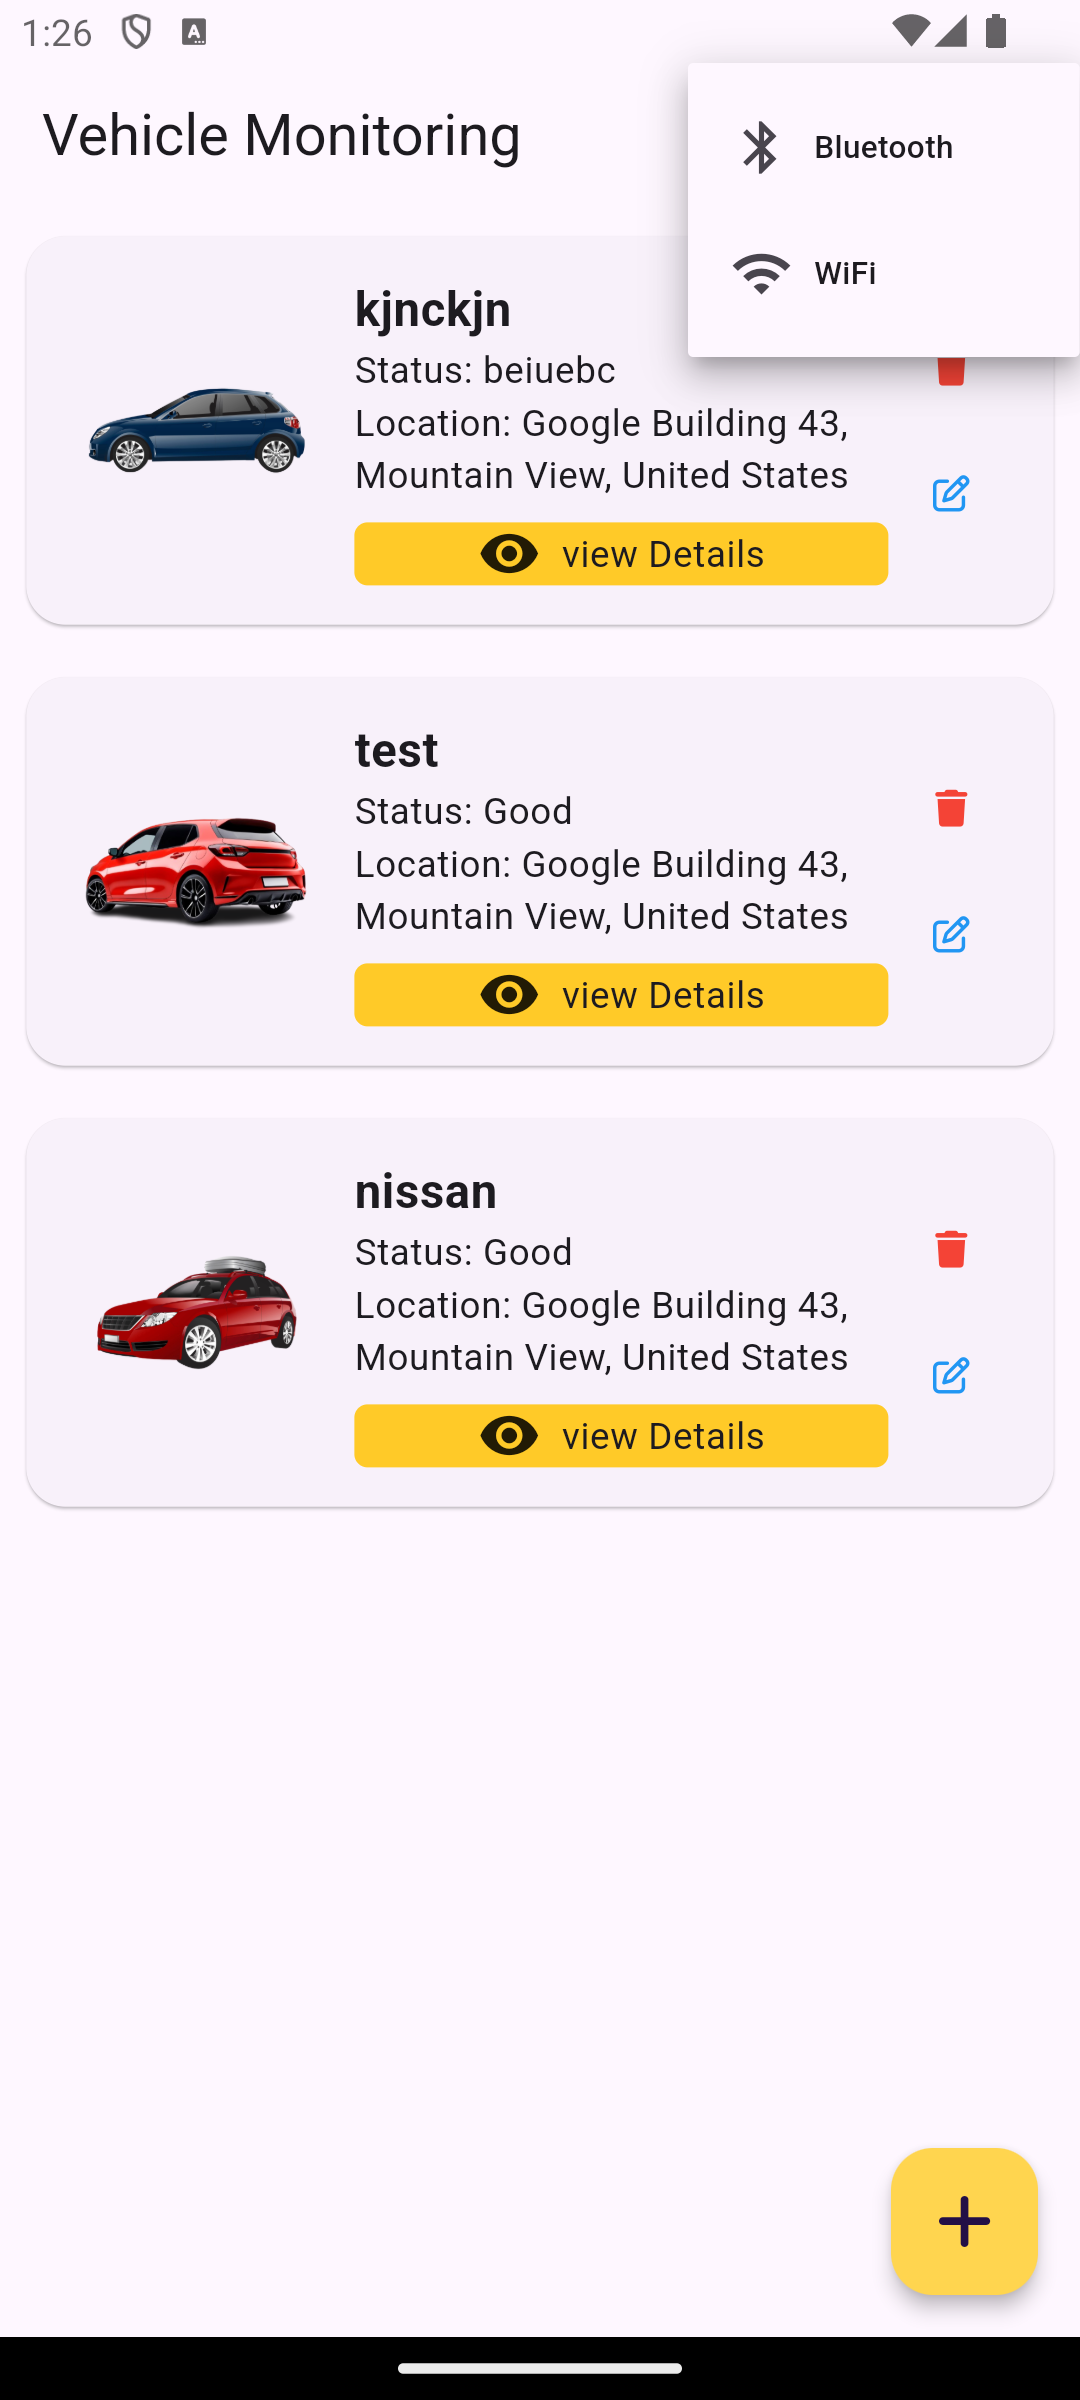 1:26
Vehicle Monitoring
Bluetooth
WiFi
kjnckjn
Status: beiuebc
Location: Google Building 43,
Mountain View, United States
view Details
test
Status: Good
Location: Google Building 43,
Mountain View, United States
view Details
nissan
Status: Good
Location: Google Building 43,
Mountain View, United States
view Details